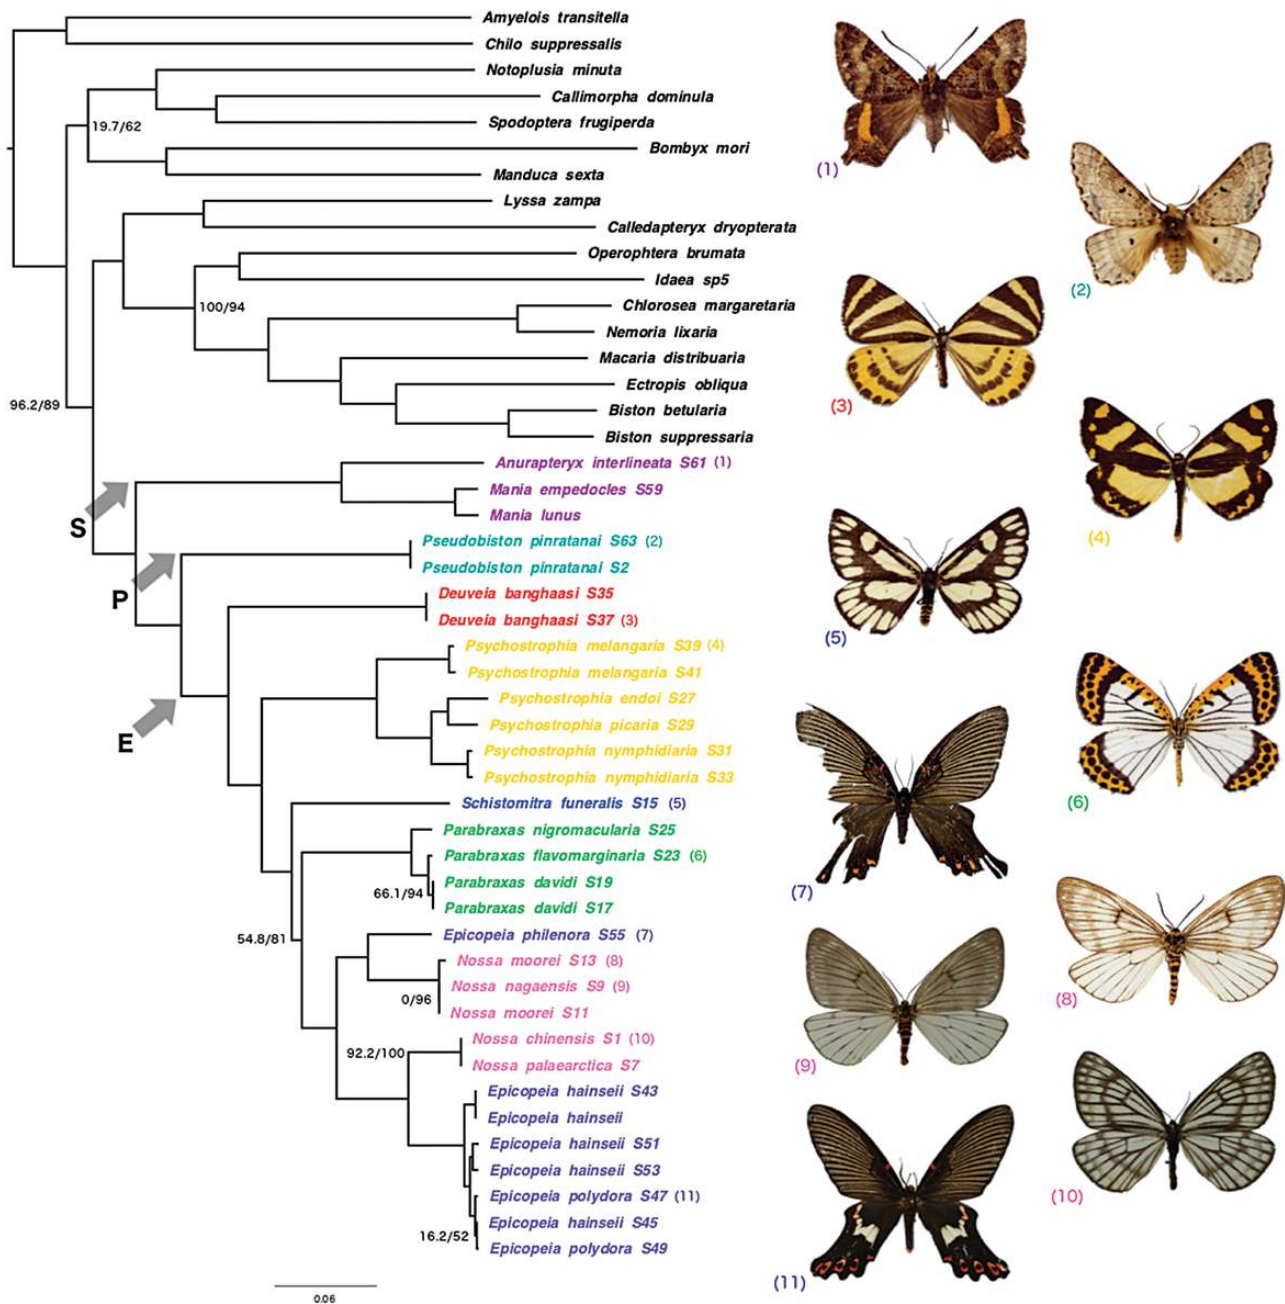 Amyelois transitella
Chilo suppressalis
Notoplusia minuta
Callimorpha dominula
19.7/62
Spodoptera frugiperda
Bombyx mori
Manduca sexta
Lyssa zampa
Calledapteryx dryopterata
Operophtera brumata
Idaea sp5
100/94
Chlorosea margaretaria
Nemoria lixaria
Macaria distribuaria
Ectropis obliqua
96.2/89
Biston betularia
Biston suppressaria
Anurapteryx interlineata S61 (1)
Mania empedocles S59
Mania lunus
S
Pseudobiston pinratanai S63 (2)
Pseudobiston pinratanai S2
P
Deuveia banghaasi S35
Deuveia banghaasi S37 (3)
Psychostrophia melangaria S39 (4)
Psychostrophia melangaria S41
Psychostrophia endoi S27
Psychostrophia picaria S29
E
Psychostrophia nymphidiaria S31
Psychostrophia nymphidiaria S33
Schistomitra funeralis S15 (5)
Parabraxas nigromacularia S25
Parabraxas flavomarginaria S23 (6)
Parabraxas davidi S19
66.1/94
Parabraxas davidi S17
54.8/81
Epicopeia philenora S55 (7)
Nossa moorei S13 (8)
Nossa nagaensis S9 (9)
0/96
Nossa moorei S11
Nossa chinensis S1 (10)
92.2/100
Nossa palaearctica S7
Epicopeia hainseii S43
Epicopeia hainseii
Epicopeia hainseii S51
Epicopeia hainseii S53
Epicopeia polydora S47 (11)
Epicopeia hainseii S45
16.2/52
Epicopeia polydora S49
0.06
(1)
(2)
(3)
(4)
(5)
(6)
(7)
(8)
(9)
(10)
(11)